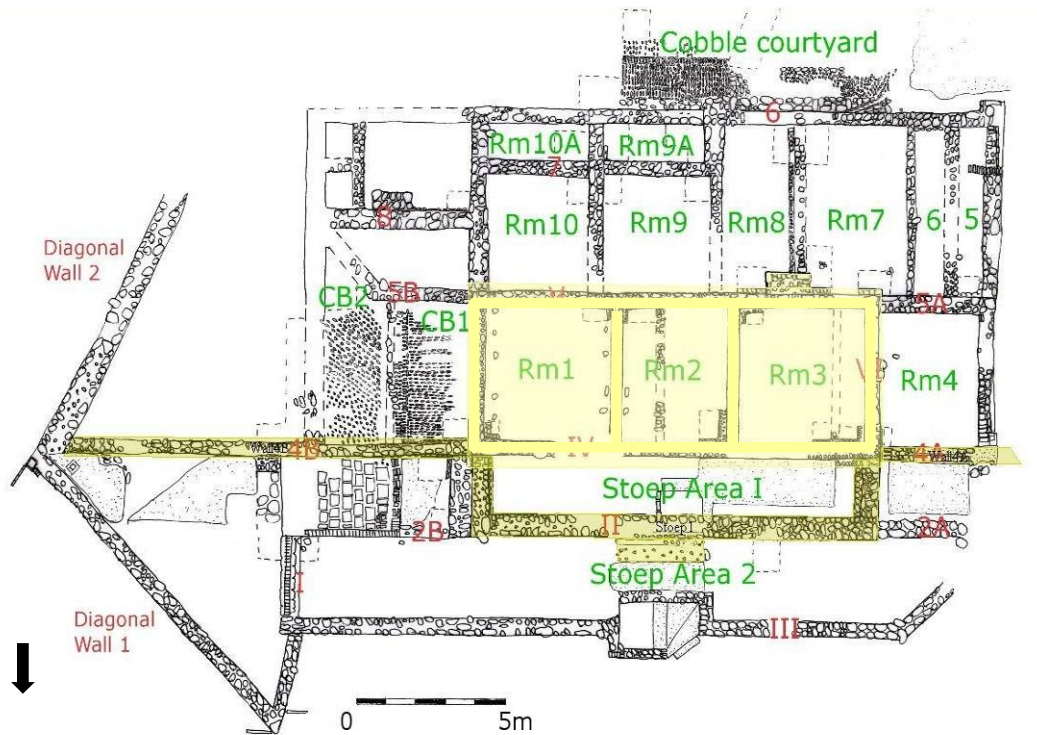 Cobble courtyard
6
Rm10A
Rm9A
7
8
Rm10
Rm9
Rm8
Rm7
6
5
Diagonal
Wall 2
CB2
5B
CB1
V
5A
Rm1
Rm2
Rm3
VI
Rm4
4B
IV
4A
Stoep Area I
2B
II
Stoep1
2A
Stoep Area 2
I
Diagonal
Wall 1
III
0
5m